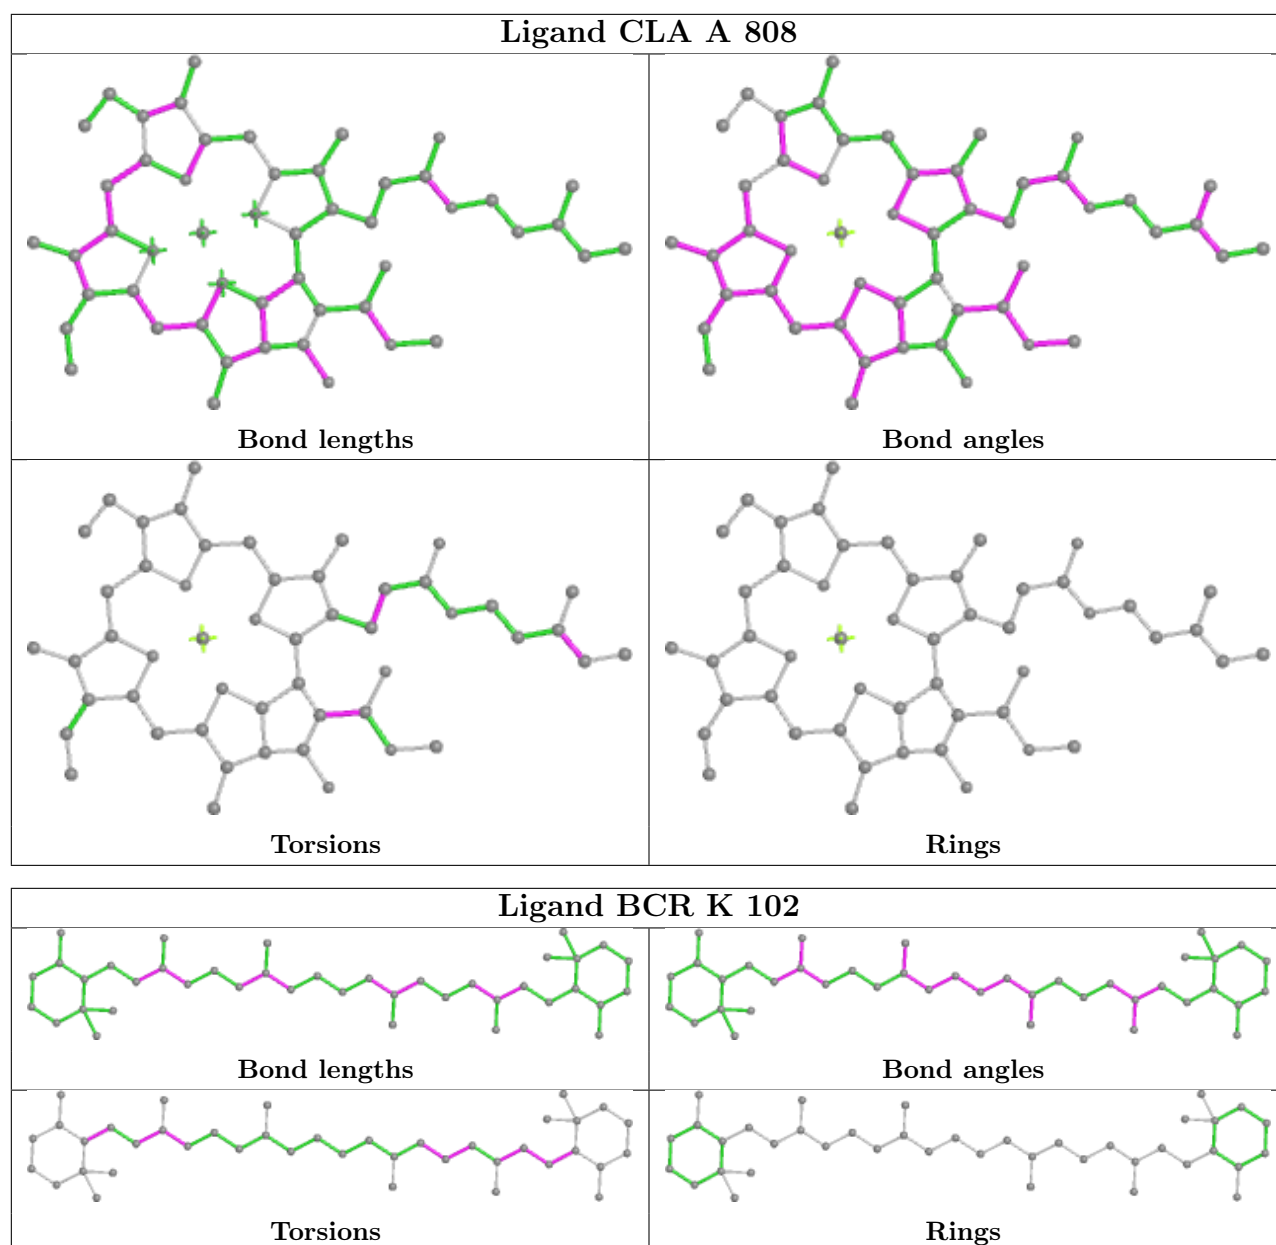 Ligand CLA A 808
Bond lengths
Bond angles
Torsions
Rings
Ligand BCR K 102
Bond lengths
Bond angles
Torsions
Rings